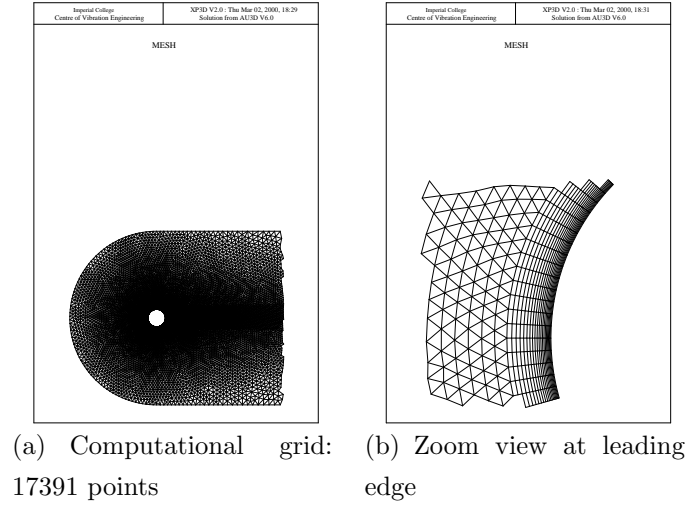 Imperial College
Centre of Vibration Engineering
XP3D V2.0 : Thu Mar 02, 2000, 18:29
Solution from AU3D V6.0
MESH
Imperial College
Centre of Vibration Engineering
XP3D V2.0 : Thu Mar 02, 2000, 18:31
Solution from AU3D V6.0
MESH
(a) Computational grid:
17391 points
(b) Zoom view at leading
edge